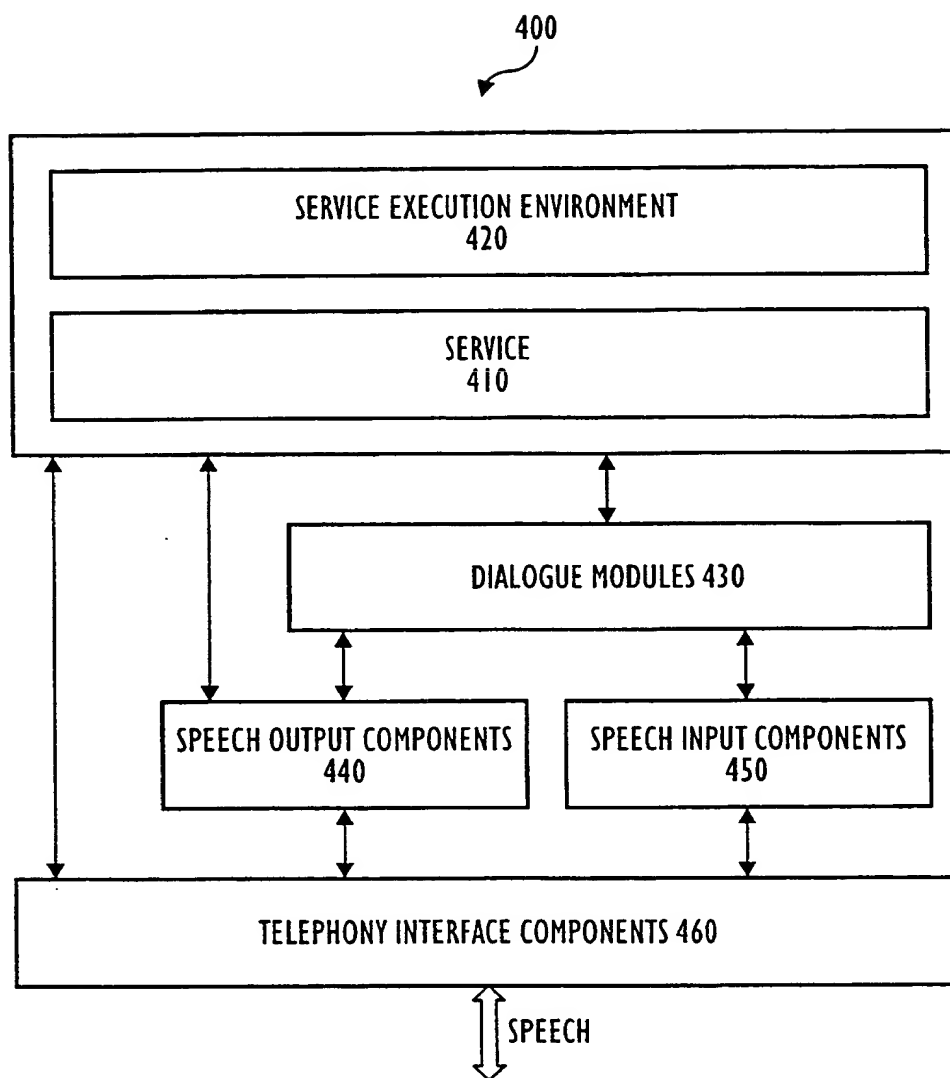 400
SERVICE EXECUTION ENVIRONMENT
420
SERVICE
410
DIALOGUE MODULES 430
SPEECH OUTPUT COMPONENTS
440
SPEECH INPUT COMPONENTS
450
TELEPHONY INTERFACE COMPONENTS 460
SPEECH